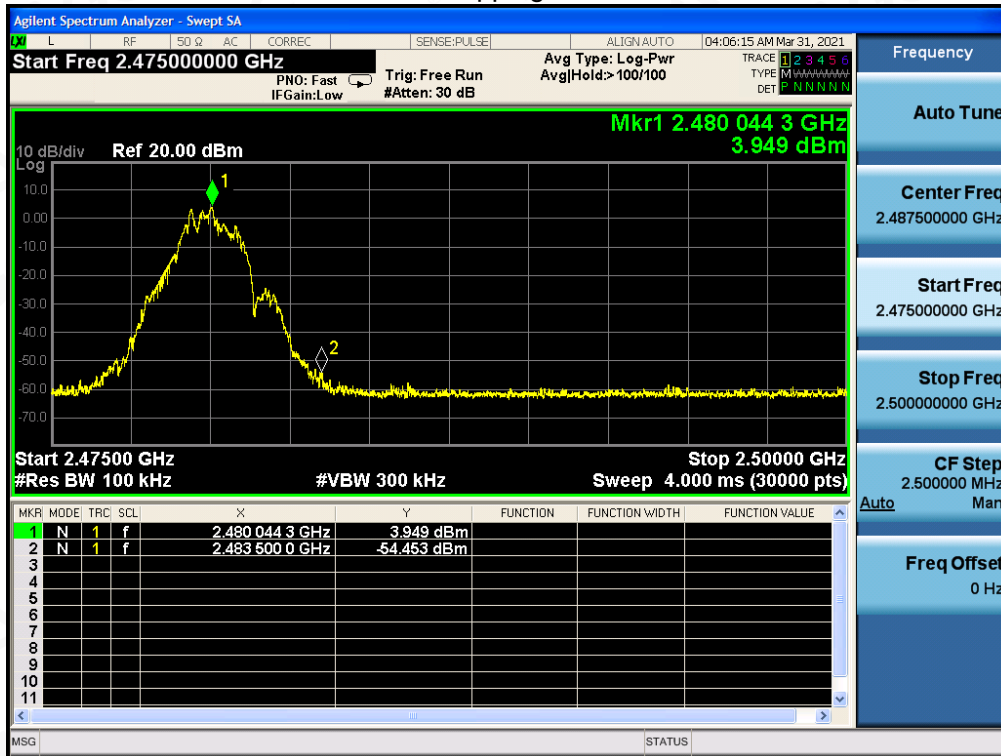 Agilent Spectrum Analyzer - Swept SA
LXI L RF 50 Ω AC CORREC SENSE:PULSE ALIGN AUTO 04:06:15 AM Mar 31, 2021
Start Freq 2.475000000 GHz
PNO: Fast
IFGain:Low
Trig: Free Run
#Atten: 30 dB
Avg Type: Log-Pwr
Avg|Hold:>100/100
TRACE 1 2 3 4 5 6
TYPE M W W W W W
DET P N N N N N
Mkr1 2.480 044 3 GHz
3.949 dBm
10 dB/div Ref 20.00 dBm
Log
1
10.0
0.00
-10.0
-20.0
-30.0
-40.0
2
-50.0
-60.0
-70.0
Start 2.47500 GHz Stop 2.50000 GHz
#Res BW 100 kHz #VBW 300 kHz Sweep 4.000 ms (30000 pts)
MKR MODE TRC SCL X Y FUNCTION FUNCTION WIDTH FUNCTION VALUE
1 N 1 f 2.480 044 3 GHz 3.949 dBm
2 N 1 f 2.483 500 0 GHz -54.453 dBm
3
4
5
6
7
8
9
10
11
MSG STATUS
Frequency
Auto Tune
Center Freq
2.487500000 GHz
Start Freq
2.475000000 GHz
Stop Freq
2.500000000 GHz
CF Step
2.500000 MHz
Auto Man
Freq Offset
0 Hz